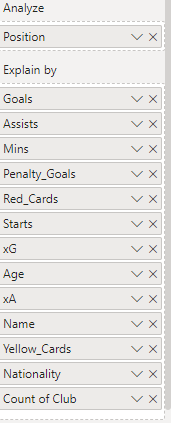 Analyze
Position
Explain by
Goals
Assists
Mins
Penalty_Goals
Red_Cards
Starts
xG
Age
xA
Name
Yellow_Cards
Nationality
Count of Club